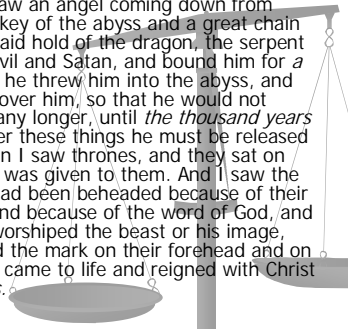 aw an angel coming down from
key of the abyss and a great chain
aid hold of the dragon, the serpent
evil and Satan, and bound him for a
he threw him into the abyss, and
over him, so that he would not
any longer, until the thousand years
er these things he must be released
n I saw thrones, and they sat on
was given to them. And I saw the
ad been beheaded because of their
nd because of the word of God, and
worshiped the beast or his image,
d the mark on their forehead and on
came to life and reigned with Christ
s.